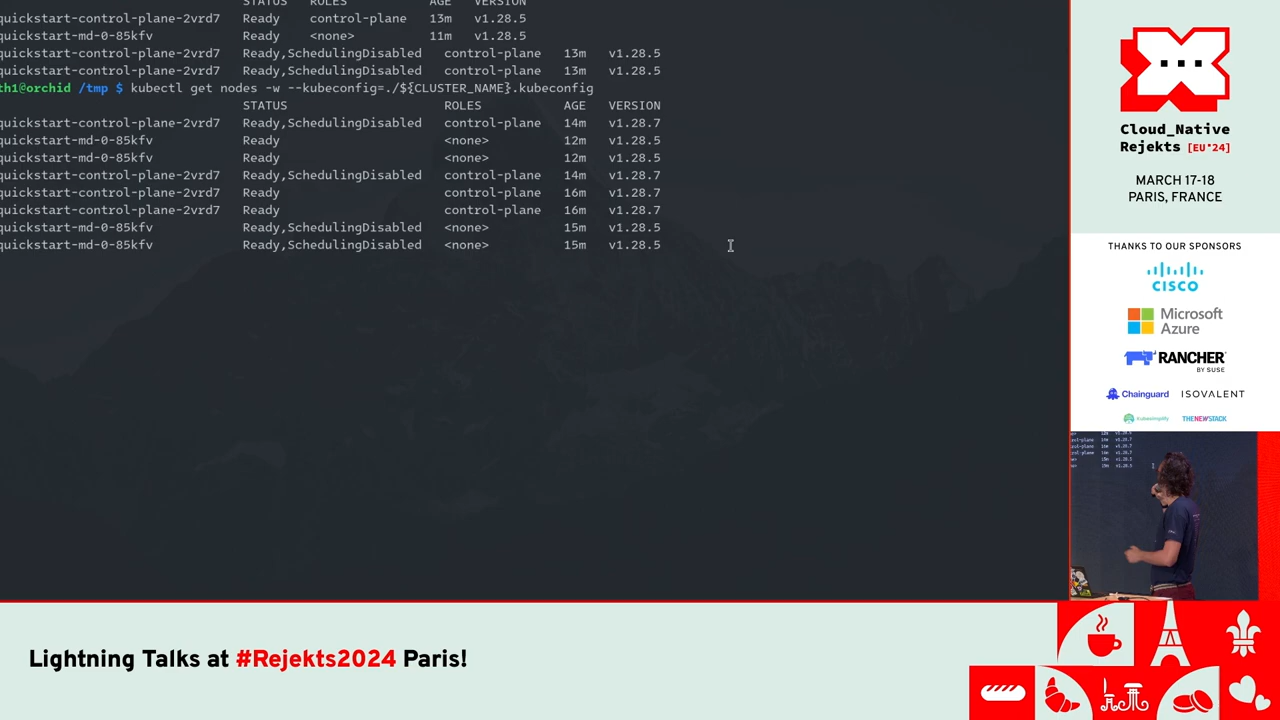 STATUS ROLES AGE VERSION
quickstart-control-plane-2vrd7 Ready control-plane 13m v1.28.5
quickstart-md-0-85kfv Ready <none> 11m v1.28.5
quickstart-control-plane-2vrd7 Ready,SchedulingDisabled control-plane 13m v1.28.5
quickstart-control-plane-2vrd7 Ready,SchedulingDisabled control-plane 13m v1.28.5
th1@orchid /tmp $ kubectl get nodes -w --kubeconfig=./${CLUSTER_NAME}.kubeconfig
STATUS ROLES AGE VERSION
quickstart-control-plane-2vrd7 Ready,SchedulingDisabled control-plane 14m v1.28.7
quickstart-md-0-85kfv Ready <none> 12m v1.28.5
quickstart-md-0-85kfv Ready <none> 12m v1.28.5
quickstart-control-plane-2vrd7 Ready,SchedulingDisabled control-plane 14m v1.28.7
quickstart-control-plane-2vrd7 Ready control-plane 16m v1.28.7
quickstart-control-plane-2vrd7 Ready control-plane 16m v1.28.7
quickstart-md-0-85kfv Ready,SchedulingDisabled <none> 15m v1.28.5
quickstart-md-0-85kfv Ready,SchedulingDisabled <none> 15m v1.28.5
Cloud_Native
Rejekts [EU*24]
MARCH 17-18
PARIS, FRANCE
THANKS TO OUR SPONSORS
CISCO
Microsoft
Azure
RANCHER
BY SUSE
Chainguard ISOVALENT
kubesimplify THENEWSTACK
Lightning Talks at #Rejekts2024 Paris!